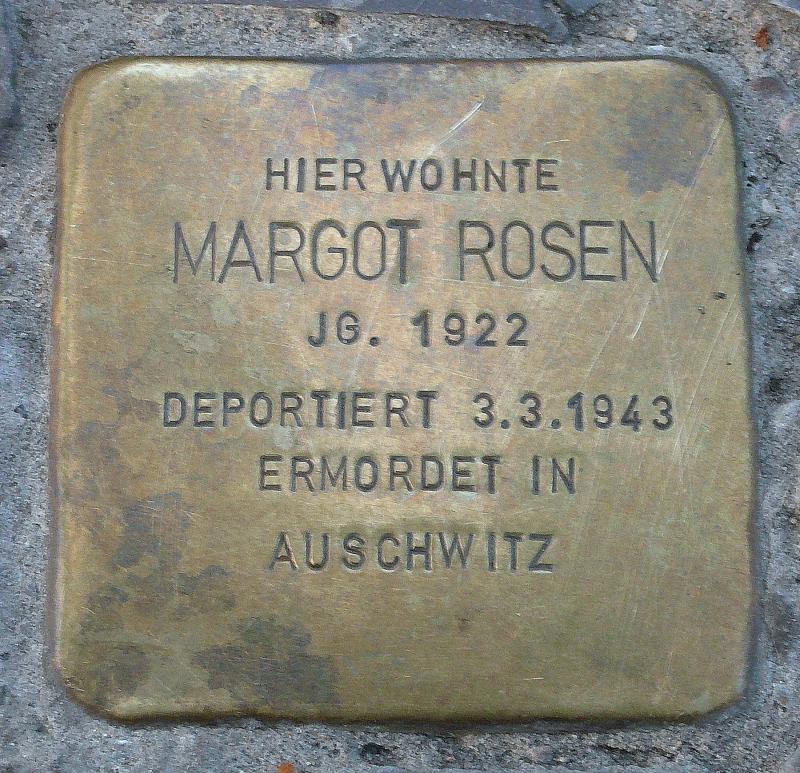 HIER WOHNTE
MARGOT ROSEN
JG. 1922
DEPORTIERT 3.3.1943
ERMORDET IN
AUSCHWITZ